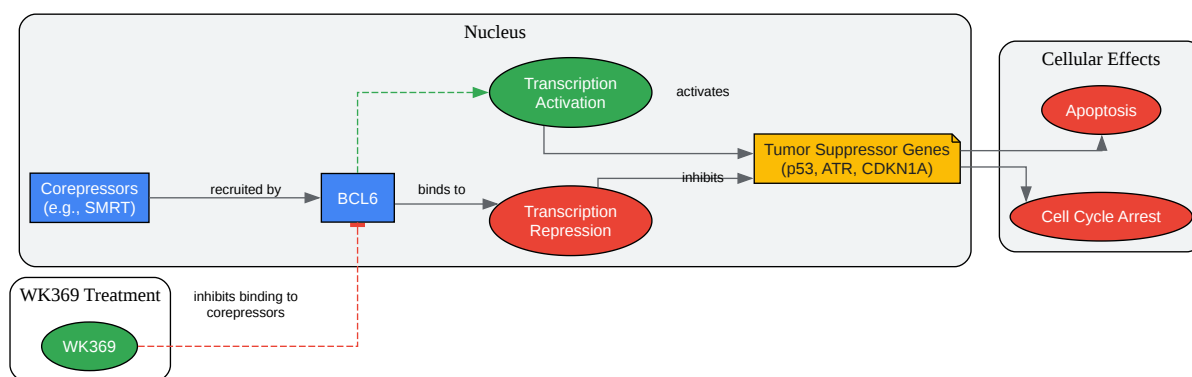 Nucleus
Cellular Effects
Transcription
Activation
activates
Apoptosis
Tumor Suppressor Genes
(p53, ATR, CDKN1A)
Corepressors
(e.g., SMRT)
recruited by
BCL6
binds to
inhibits
Transcription
Repression
Cell Cycle Arrest
WK369 Treatment
inhibits binding to
corepressors
WK369